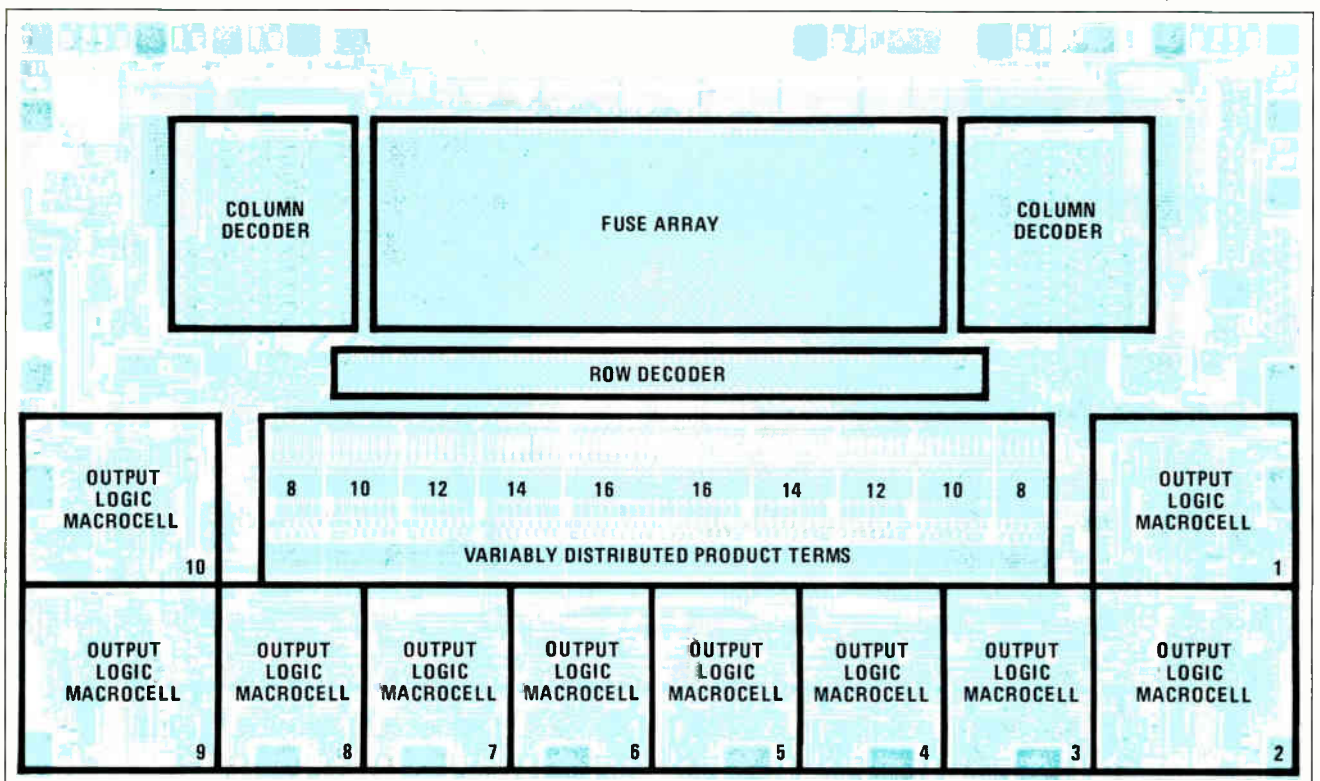 COLUMN
DECODER
FUSE ARRAY
COLUMN
DECODER
ROW DECODER
OUTPUT
LOGIC
MACROCELL
10
8 10 12 14 16 16 14 12 10 8
VARIABLY DISTRIBUTED PRODUCT TERMS
OUTPUT
LOGIC
MACROCELL
1
OUTPUT
LOGIC
MACROCELL
9
OUTPUT
LOGIC
MACROCELL
8
OUTPUT
LOGIC
MACROCELL
7
OUTPUT
LOGIC
MACROCELL
6
OUTPUT
LOGIC
MACROCELL
5
OUTPUT
LOGIC
MACROCELL
4
OUTPUT
LOGIC
MACROCELL
3
OUTPUT
LOGIC
MACROCELL
2